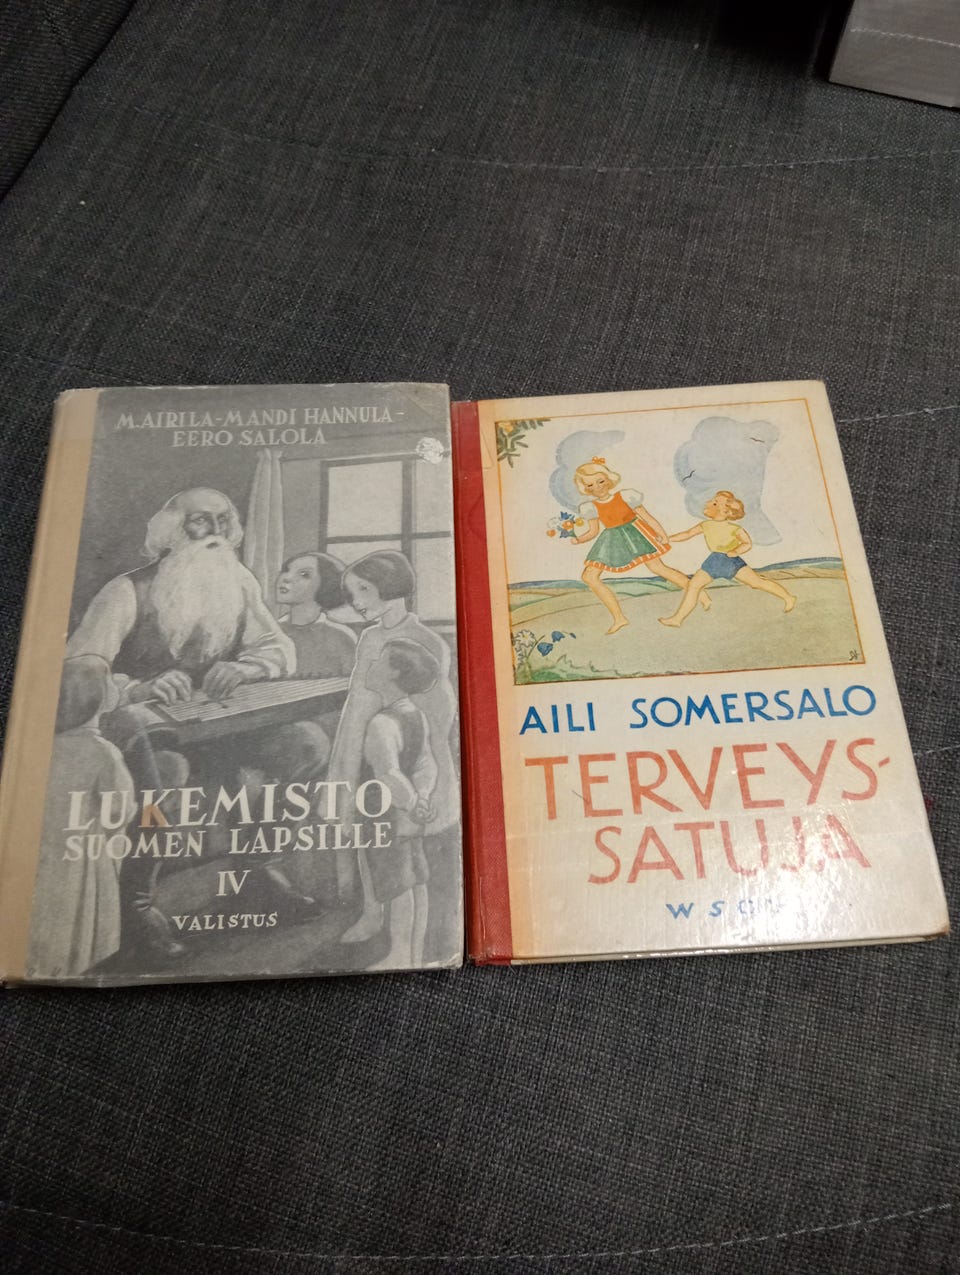 M. AIRILA - MANDI HANNULA -
EERO SALOLA
LUKEMISTO
SUOMEN LAPSILLE
IV
VALISTUS
AILI SOMERSALO
TERVEYS-
SATUJA
W S